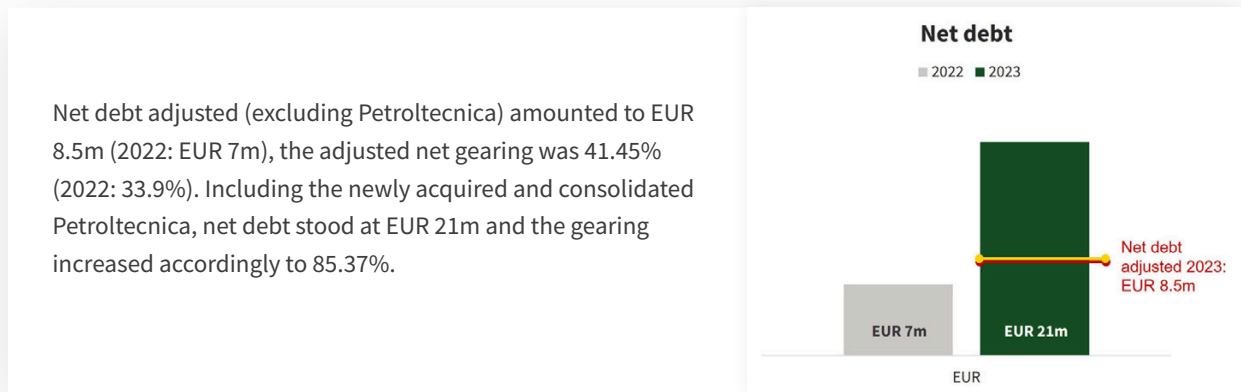 Net debt adjusted (excluding Petroltecnica) amounted to EUR
8.5m (2022: EUR 7m), the adjusted net gearing was 41.45%
(2022: 33.9%). Including the newly acquired and consolidated
Petroltecnica, net debt stood at EUR 21m and the gearing
increased accordingly to 85.37%.
Net debt
2022 2023
Net debt
adjusted 2023:
EUR 8.5m
EUR 7m EUR 21m
EUR